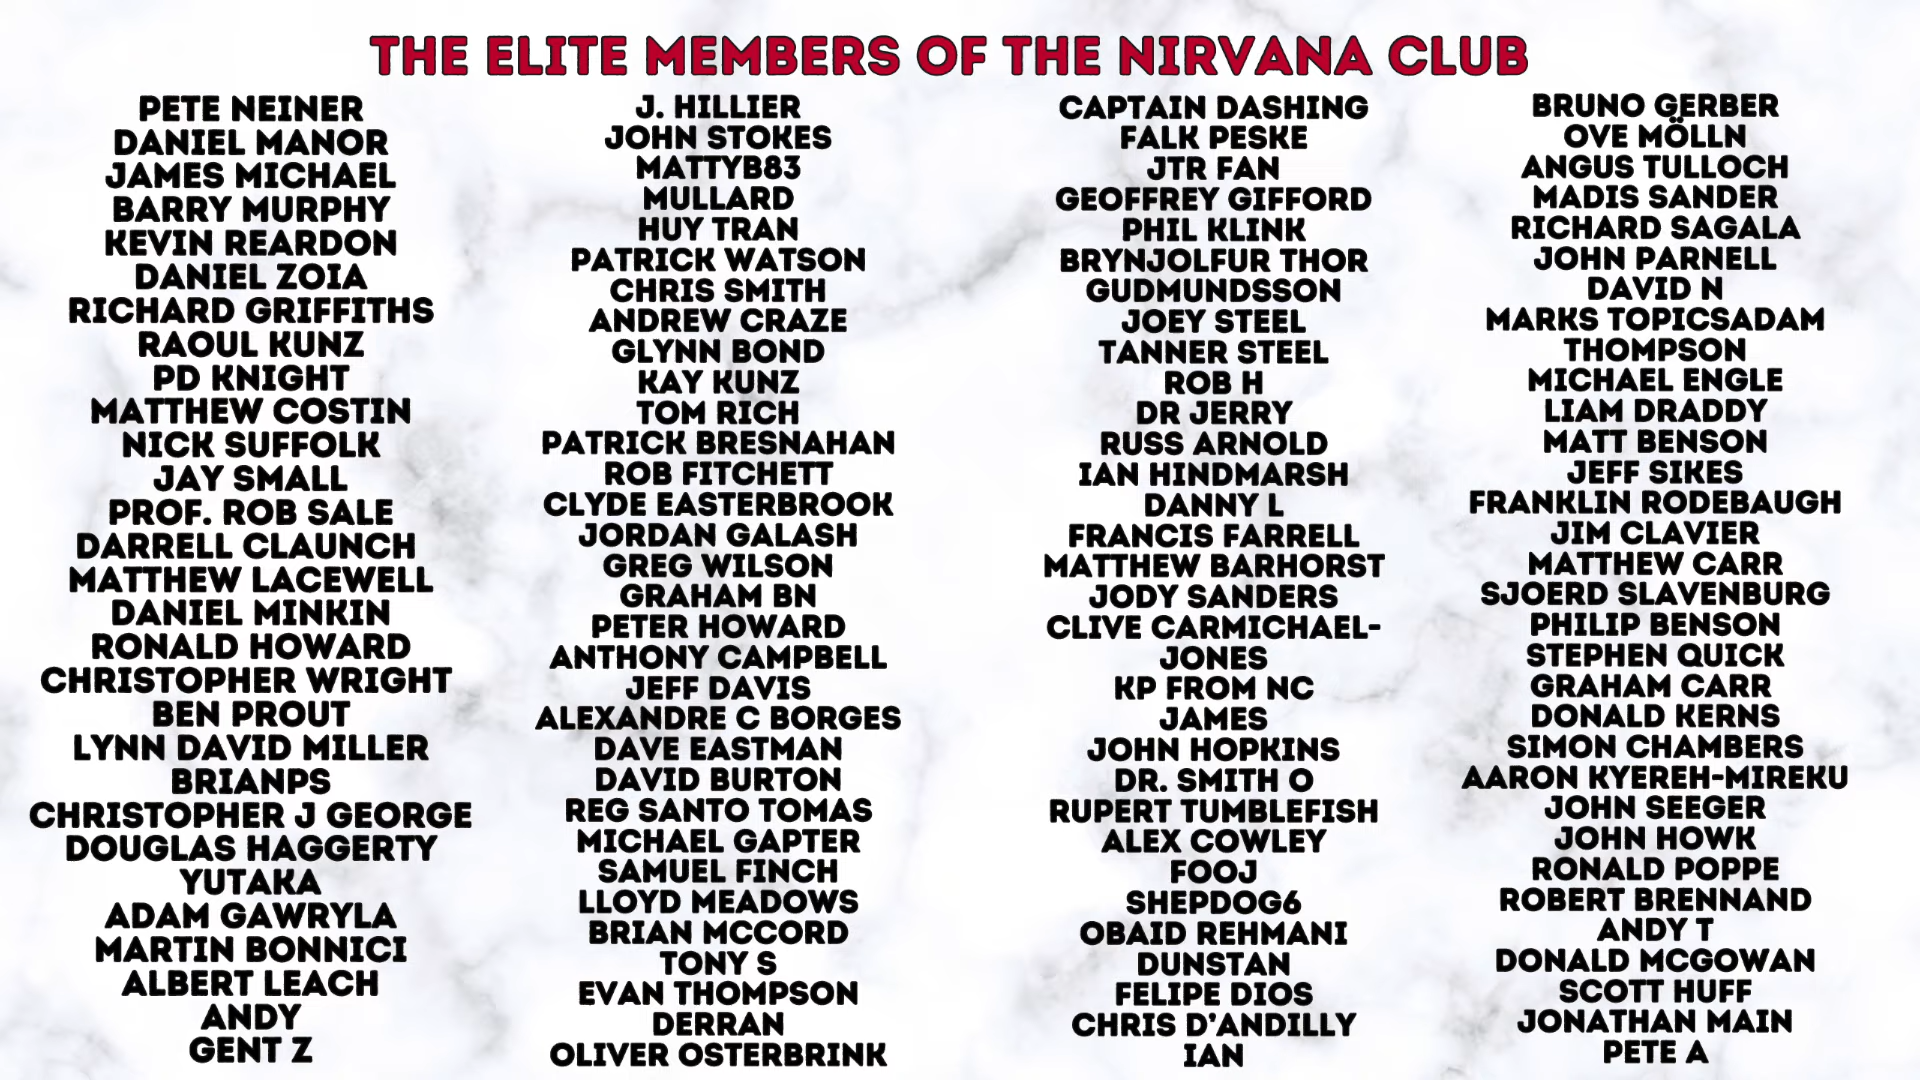 THE ELITE MEMBERS OF THE NIRVANA CLUB
PETE NEINER
DANIEL MANOR
JAMES MICHAEL
BARRY MURPHY
KEVIN REARDON
DANIEL ZOIA
RICHARD GRIFFITHS
RAOUL KUNZ
PD KNIGHT
MATTHEW COSTIN
NICK SUFFOLK
JAY SMALL
PROF. ROB SALE
DARRELL CLAUNCH
MATTHEW LACEWELL
DANIEL MINKIN
RONALD HOWARD
CHRISTOPHER WRIGHT
BEN PROUT
LYNN DAVID MILLER
BRIANPS
CHRISTOPHER J GEORGE
DOUGLAS HAGGERTY
YUTAKA
ADAM GAWRYLA
MARTIN BONNICI
ALBERT LEACH
ANDY
GENT Z
J. HILLIER
JOHN STOKES
MATTYB83
MULLARD
HUY TRAN
PATRICK WATSON
CHRIS SMITH
ANDREW CRAZE
GLYNN BOND
KAY KUNZ
TOM RICH
PATRICK BRESNAHAN
ROB FITCHETT
CLYDE EASTERBROOK
JORDAN GALASH
GREG WILSON
GRAHAM BN
PETER HOWARD
ANTHONY CAMPBELL
JEFF DAVIS
ALEXANDRE C BORGES
DAVE EASTMAN
DAVID BURTON
REG SANTO TOMAS
MICHAEL GAPTER
SAMUEL FINCH
LLOYD MEADOWS
BRIAN MCCORD
TONY S
EVAN THOMPSON
DERRAN
OLIVER OSTERBRINK
CAPTAIN DASHING
FALK PESKE
JTR FAN
GEOFFREY GIFFORD
PHIL KLINK
BRYNJOLFUR THOR
GUDMUNDSSON
JOEY STEEL
TANNER STEEL
ROB H
DR JERRY
RUSS ARNOLD
IAN HINDMARSH
DANNY L
FRANCIS FARRELL
MATTHEW BARHORST
JODY SANDERS
CLIVE CARMICHAEL-
JONES
KP FROM NC
JAMES
JOHN HOPKINS
DR. SMITH O
RUPERT TUMBLEFISH
ALEX COWLEY
FOOJ
SHEPDOG6
OBAID REHMANI
DUNSTAN
FELIPE DIOS
CHRIS D'ANDILLY
IAN
BRUNO GERBER
OVE MÖLLN
ANGUS TULLOCH
MADIS SANDER
RICHARD SAGALA
JOHN PARNELL
DAVID N
MARKS TOPICSADAM
THOMPSON
MICHAEL ENGLE
LIAM DRADDY
MATT BENSON
JEFF SIKES
FRANKLIN RODEBAUGH
JIM CLAVIER
MATTHEW CARR
SJOERD SLAVENBURG
PHILIP BENSON
STEPHEN QUICK
GRAHAM CARR
DONALD KERNS
SIMON CHAMBERS
AARON KYEREH-MIREKU
JOHN SEEGER
JOHN HOWK
RONALD POPPE
ROBERT BRENNAND
ANDY T
DONALD MCGOWAN
SCOTT HUFF
JONATHAN MAIN
PETE A